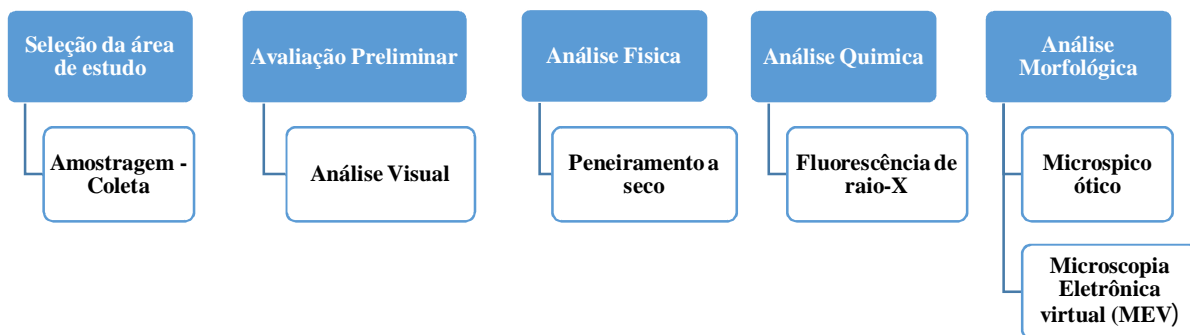 Seleção da área
de estudo
Amostragem -
Coleta
Avaliação Preliminar
Análise Visual
Análise Fisica
Peneiramento a
seco
Análise Quimica
Fluorescência de
raio-X
Análise
Morfológica
Microspico
ótico
Microscopia
Eletrônica
virtual (MEV)